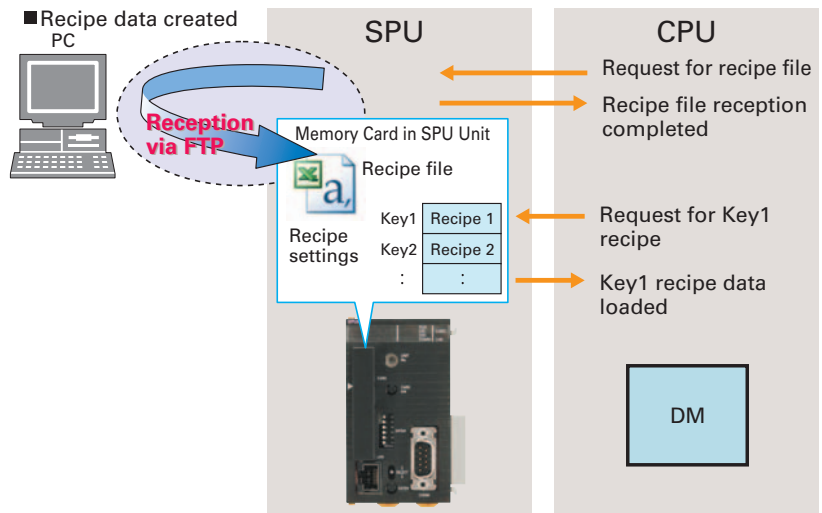 ■Recipe data created
PC
Reception
via FTP
SPU
Memory Card in SPU Unit
a,
Recipe file
Recipe
settings
Key1 Recipe 1
Key2 Recipe 2
: :
CPU
Request for recipe file
Recipe file reception
completed
Request for Key1
recipe
Key1 recipe data
loaded
DM